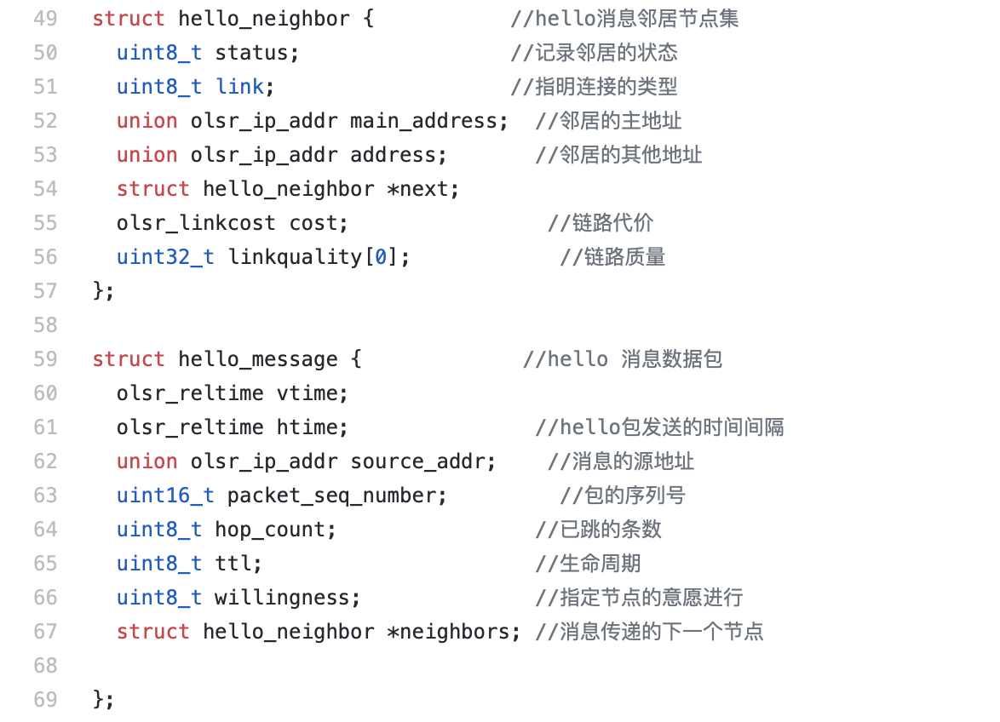 49 struct hello_neighbor { //hello消息邻居节点集
50 uint8_t status; //记录邻居的状态
51 uint8_t link; //指明连接的类型
52 union olsr_ip_addr main_address; //邻居的主地址
53 union olsr_ip_addr address; //邻居的其他地址
54 struct hello_neighbor *next;
55 olsr_linkcost cost; //链路代价
56 uint32_t linkquality[0]; //链路质量
57 };
58
59 struct hello_message { //hello 消息数据包
60 olsr_reltime vtime;
61 olsr_reltime htime; //hello包发送的时间间隔
62 union olsr_ip_addr source_addr; //消息的源地址
63 uint16_t packet_seq_number; //包的序列号
64 uint8_t hop_count; //已跳的条数
65 uint8_t ttl; //生命周期
66 uint8_t willingness; //指定节点的意愿进行
67 struct hello_neighbor *neighbors; //消息传递的下一个节点
68
69 };